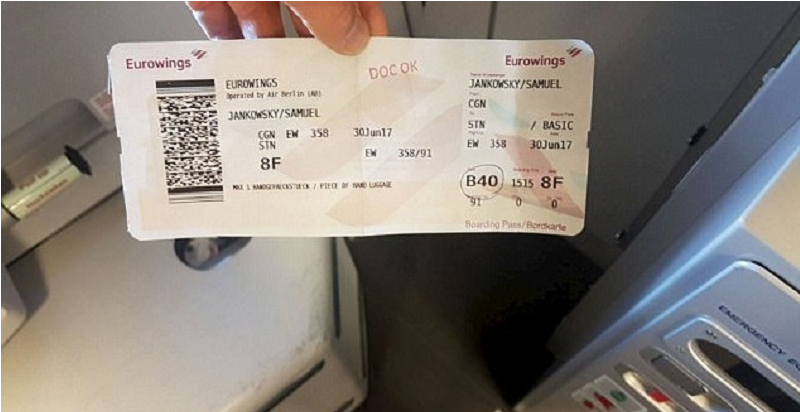 Eurowings
EUROWINGS
Operated by Air Berlin (AB)
JANKOWSKY/SAMUEL
CGN EW 358 30Jun17
STN
EW 358/91
8F
MAX 1 HANDGEPAECKSTUECK / PIECE OF HAND LUGGAGE
DOC OK
Eurowings
JANKOWSKY/SAMUEL
CGN
STN / BASIC
EW 358 30Jun17
B40 1515 8F
91 0 0
Boarding Pass/Bordkarte
EMERGENCY